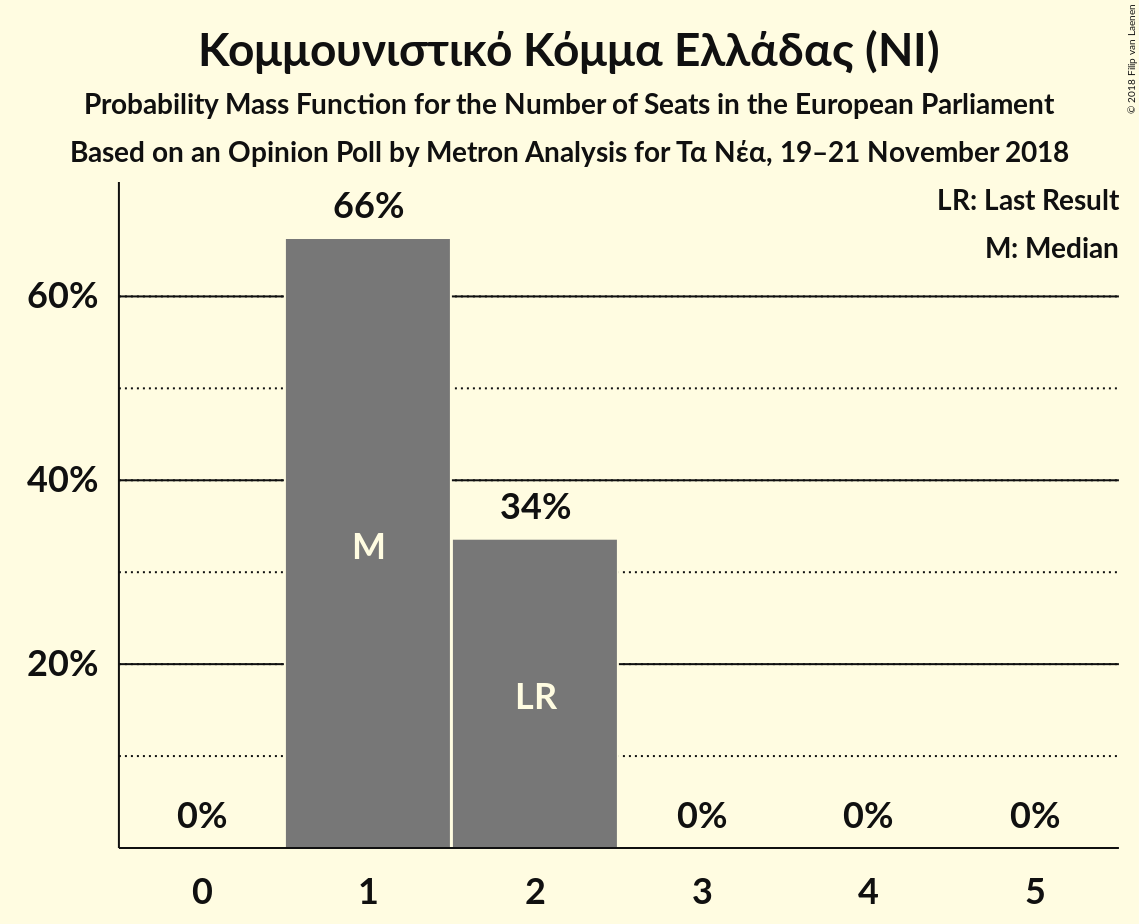 Κομμουνιστικό Κόμμα Ελλάδας (NI)
Probability Mass Function for the Number of Seats in the European Parliament
Based on an Opinion Poll by Metron Analysis for Τα Νέα, 19–21 November 2018
© 2018 Filip van Laenen
LR: Last Result
M: Median
66%
60%
40%
34%
M
20%
LR
0% 0% 0% 0%
0 1 2 3 4 5